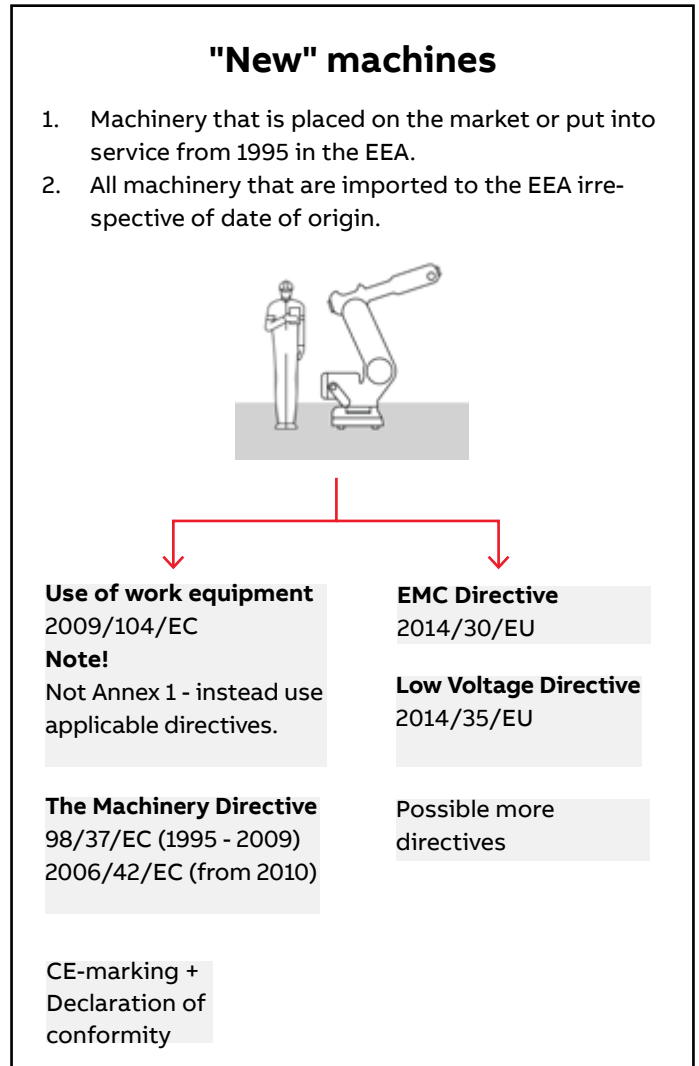 "New" machines
1. Machinery that is placed on the market or put into
service from 1995 in the EEA.
2. All machinery that are imported to the EEA irre-
spective of date of origin.
Use of work equipment
2009/104/EC
Note!
Not Annex 1 - instead use
applicable directives.
The Machinery Directive
98/37/EC (1995 - 2009)
2006/42/EC (from 2010)
CE-marking +
Declaration of
conformity
EMC Directive
2014/30/EU
Low Voltage Directive
2014/35/EU
Possible more
directives